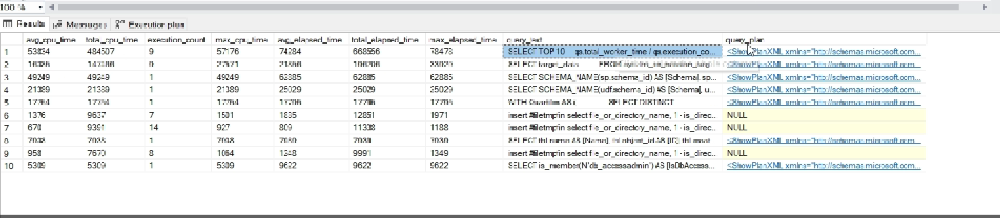 100 %
Results Messages Execution plan
avg_cpu_time total_cpu_time execution_count max_cpu_time avg_elapsed_time total_elapsed_time max_elapsed_time query_text query_plan
1 53834 484507 9 57176 74284 668556 78478 SELECT TOP 10 qs.total_worker_time / qs.execution_co... <ShowPlanXML xmlns="http://schemas.microsoft.com...
2 16385 147466 9 27571 21856 196706 33929 SELECT target_data FROM sys.dm_xe_session_targ... <ShowPlanXML xmlns="http://schemas.microsoft.com...
3 49249 49249 1 49249 62885 62885 62885 SELECT SCHEMA_NAME(sp.schema_id) AS [Schema], sp... <ShowPlanXML xmlns="http://schemas.microsoft.com...
4 21389 21389 1 21389 25029 25029 25029 SELECT SCHEMA_NAME(udf.schema_id) AS [Schema], u... <ShowPlanXML xmlns="http://schemas.microsoft.com...
5 17754 17754 1 17754 17795 17795 17795 WITH Quartiles AS ( SELECT DISTINCT ... <ShowPlanXML xmlns="http://schemas.microsoft.com...
6 1376 9637 7 1501 1835 12851 1971 insert #filetmpfin select file_or_directory_name, 1 - is_direc... NULL
7 670 9391 14 927 809 11338 1188 insert #filetmpfin select file_or_directory_name, 1 - is_direc... NULL
8 7938 7938 1 7938 7939 7939 7939 SELECT tbl.name AS [Name], tbl.object_id AS [ID], tbl.creat... <ShowPlanXML xmlns="http://schemas.microsoft.com...
9 958 7670 8 1064 1248 9991 1349 insert #filetmpfin select file_or_directory_name, 1 - is_direc... NULL
10 5309 5309 1 5309 9622 9622 9622 SELECT is_member(N'db_accessadmin') AS [IsDbAccess... <ShowPlanXML xmlns="http://schemas.microsoft.com...